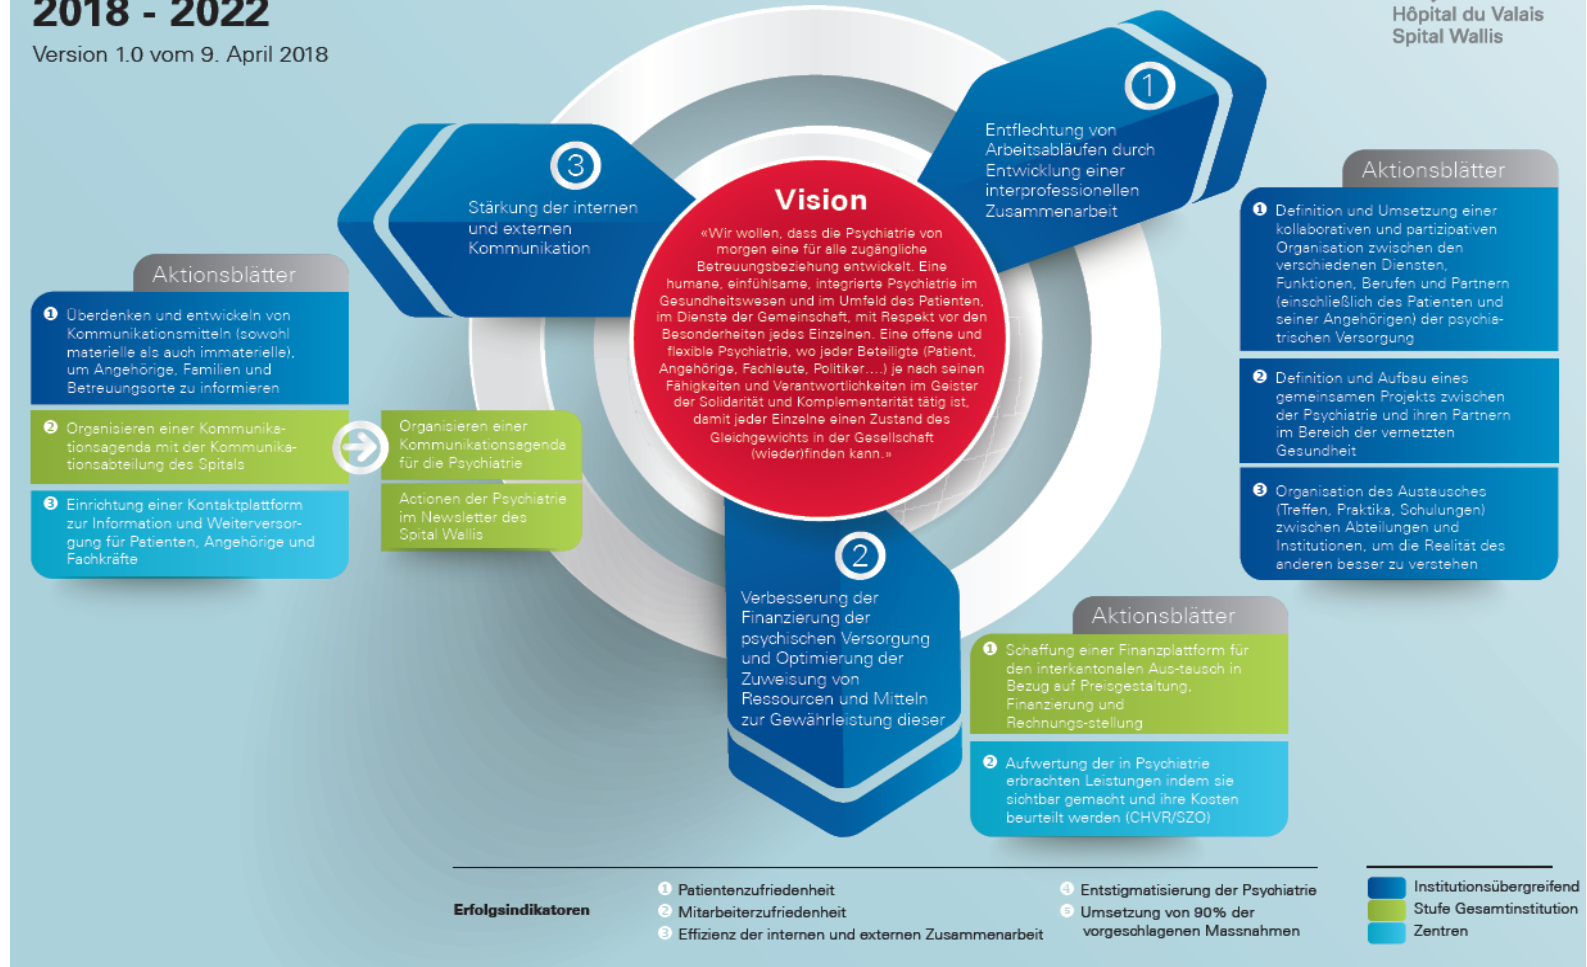 2018 - 2022
Version 1.0 vom 9. April 2018
Hôpital du Valais
Spital Wallis
1
Entflechtung von
Arbeitsabläufen durch
Entwicklung einer
interprofessionellen
Zusammenarbeit
3
Stärkung der internen
und externen
Kommunikation
Vision
«Wir wollen, dass die Psychiatrie von
morgen eine für alle zugängliche
Betreuungsbeziehung entwickelt. Eine
humane, einfühlsame, integrierte Psychiatrie im
Gesundheitswesen und im Umfeld des Patienten,
im Dienste der Gemeinschaft, mit Respekt vor den
Besonderheiten jedes Einzelnen. Eine offene und
flexible Psychiatrie, wo jeder Beteiligte (Patient,
Angehörige, Fachleute, Politiker....) je nach seinen
Fähigkeiten und Verantwortlichkeiten im Geister
der Solidarität und Komplementarität tätig ist,
damit jeder Einzelne einen Zustand des
Gleichgewichts in der Gesellschaft
(wieder)finden kann.»
Aktionsblätter
1 Definition und Umsetzung einer
kollaborativen und partizipativen
Organisation zwischen den
verschiedenen Diensten,
Funktionen, Berufen und Partnern
(einschließlich des Patienten und
seiner Angehörigen) der psychia-
trischen Versorgung
2 Definition und Aufbau eines
gemeinsamen Projekts zwischen
der Psychiatrie und ihren Partnern
im Bereich der vernetzten
Gesundheit
3 Organisation des Austausches
(Treffen, Praktika, Schulungen)
zwischen Abteilungen und
Institutionen, um die Realität des
anderen besser zu verstehen
Aktionsblätter
1 Überdenken und entwickeln von
Kommunikationsmitteln (sowohl
materielle als auch immaterielle),
um Angehörige, Familien und
Betreuungsorte zu informieren
2 Organisieren einer Kommunika-
tionsagenda mit der Kommunika-
tionsabteilung des Spitals
3 Einrichtung einer Kontaktplattform
zur Information und Weiterversor-
gung für Patienten, Angehörige und
Fachkräfte
Organisieren einer
Kommunikationsagenda
für die Psychiatrie
Actionen der Psychiatrie
im Newsletter des
Spital Wallis
2
Verbesserung der
Finanzierung der
psychischen Versorgung
und Optimierung der
Zuweisung von
Ressourcen und Mitteln
zur Gewährleistung dieser
Aktionsblätter
1 Schaffung einer Finanzplattform für
den interkantonalen Aus-tausch in
Bezug auf Preisgestaltung,
Finanzierung und
Rechnungs-stellung
2 Aufwertung der in Psychiatrie
erbrachten Leistungen indem sie
sichtbar gemacht und ihre Kosten
beurteilt werden (CHVR/SZO)
Erfolgsindikatoren
1 Patientenzufriedenheit
2 Mitarbeiterzufriedenheit
3 Effizienz der internen und externen Zusammenarbeit
4 Entstigmatisierung der Psychiatrie
5 Umsetzung von 90% der
vorgeschlagenen Massnahmen
Institutionsübergreifend
Stufe Gesamtinstitution
Zentren